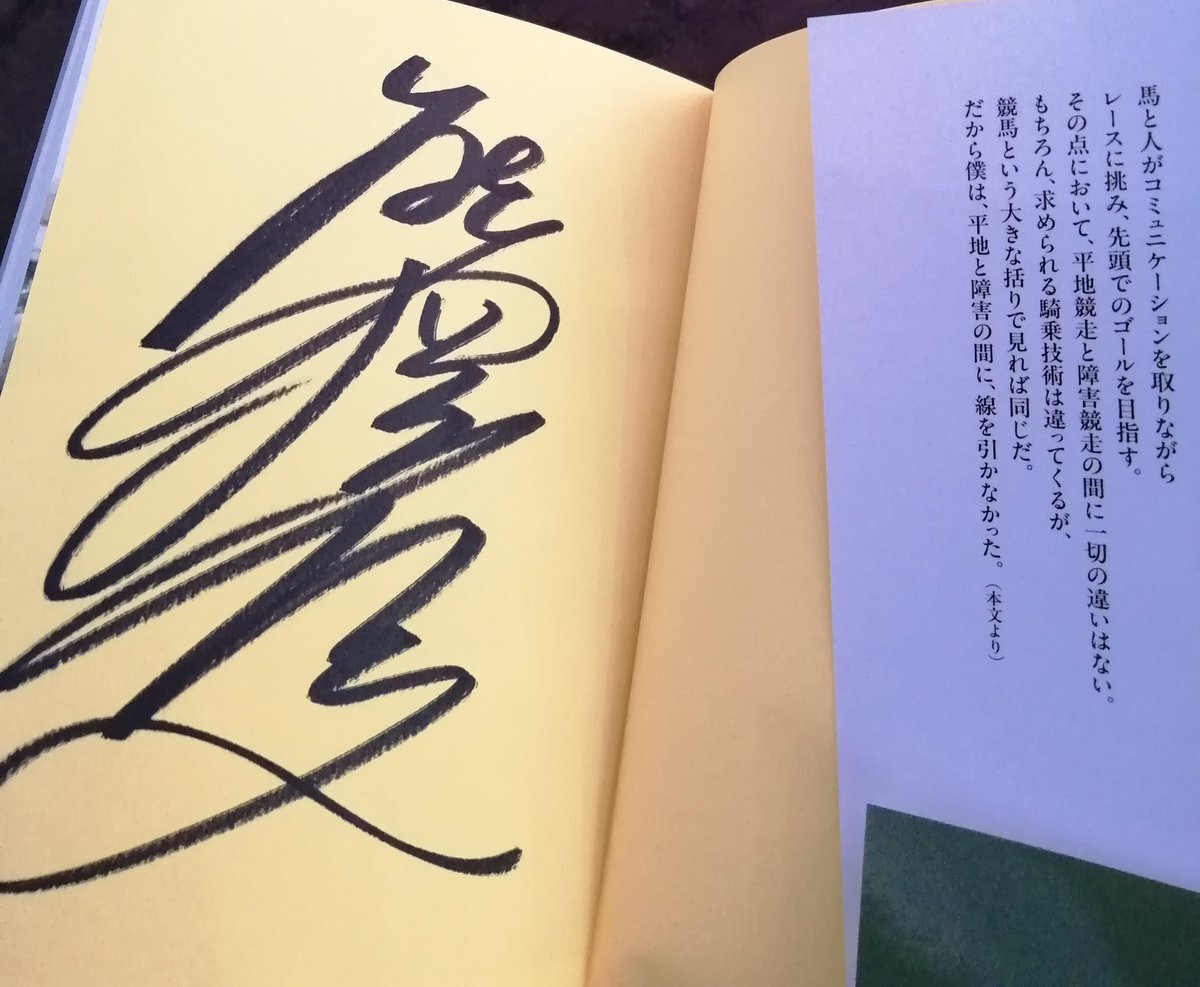 馬と人がコミュニケーションを取りながら
レースに挑み、先頭でのゴールを目指す。
その点において、平地競走と障害競走の間に一切の違いはない。
もちろん、求められる騎乗技術は違ってくるが、
競馬という大きな括りで見れば同じだ。
だから僕は、平地と障害の間に、線を引かなかった。(本文より)